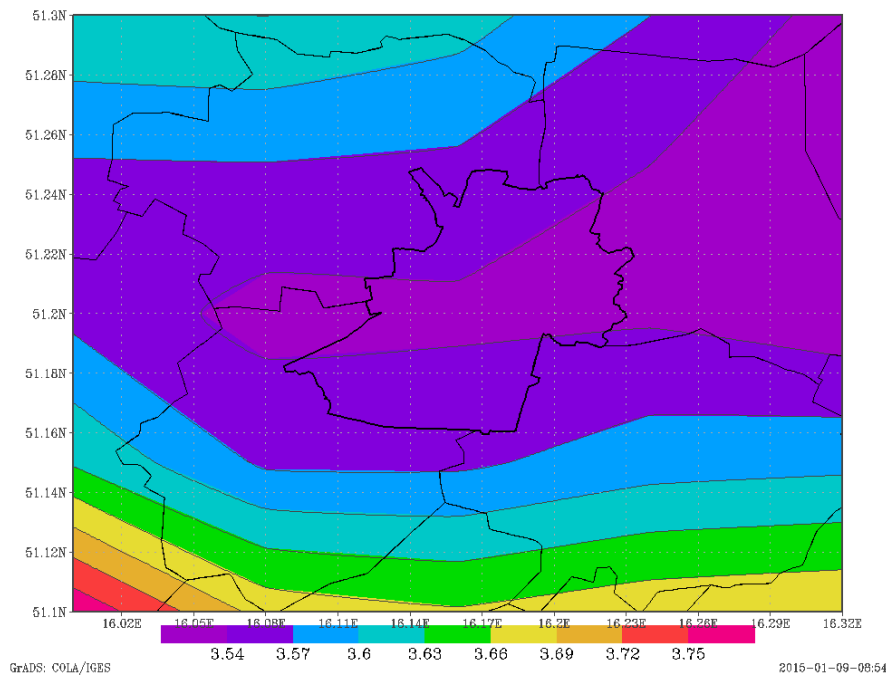 51.3N
51.28N
51.26N
51.24N
51.22N
51.2N
51.18N
51.16N
51.14N
51.12N
51.1N
16.02E 16.05E 16.08E 16.11E 16.14E 16.17E 16.2E 16.23E 16.26E 16.29E 16.32E
3.54 3.57 3.6 3.63 3.66 3.69 3.72 3.75
GrADS: COLA/IGES 2015-01-09-08:54